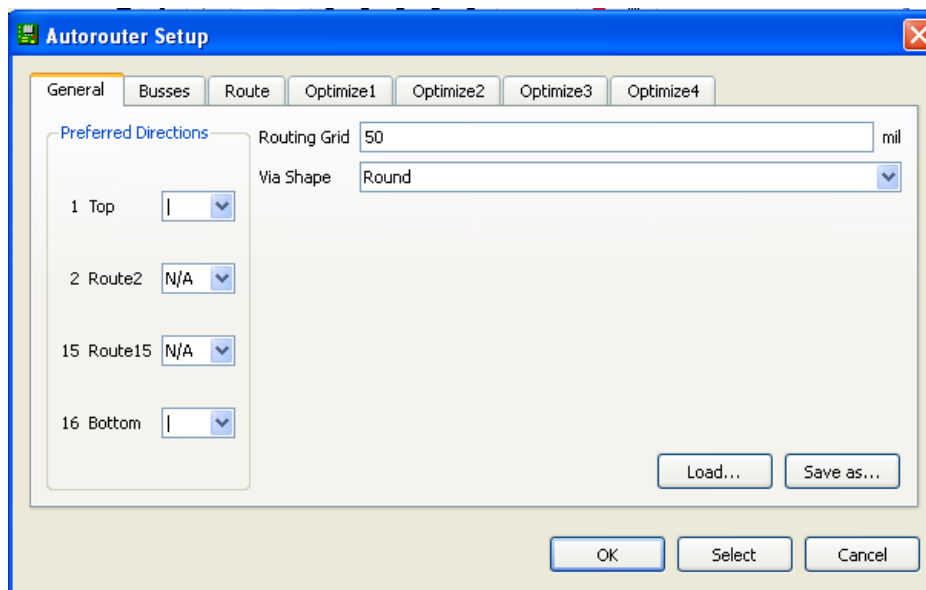 Autorouter Setup
General Busses Route Optimize1 Optimize2 Optimize3 Optimize4
Preferred Directions
Routing Grid 50 mil
Via Shape Round
1 Top |
2 Route2 N/A
15 Route15 N/A
16 Bottom |
Load... Save as...
OK Select Cancel